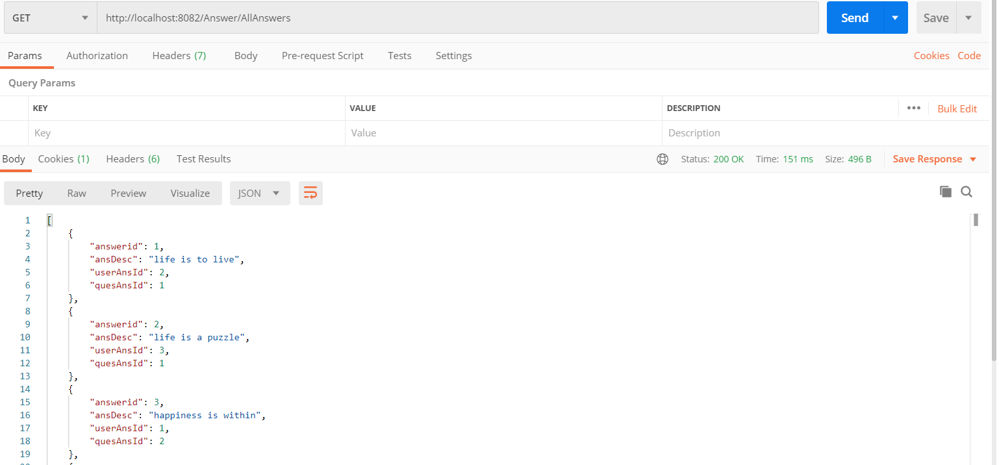 GET http://localhost:8082/Answer/AllAnswers Send Save
Params Authorization Headers (7) Body Pre-request Script Tests Settings Cookies Code
Query Params
KEY VALUE DESCRIPTION ••• Bulk Edit
Key Value Description
Body Cookies (1) Headers (6) Test Results Status: 200 OK Time: 151 ms Size: 496 B Save Response
Pretty Raw Preview Visualize JSON
1 [
2 {
3 "answerid": 1,
4 "ansDesc": "life is to live",
5 "userAnsId": 2,
6 "quesAnsId": 1
7 },
8 {
9 "answerid": 2,
10 "ansDesc": "life is a puzzle",
11 "userAnsId": 3,
12 "quesAnsId": 1
13 },
14 {
15 "answerid": 3,
16 "ansDesc": "happiness is within",
17 "userAnsId": 1,
18 "quesAnsId": 2
19 },